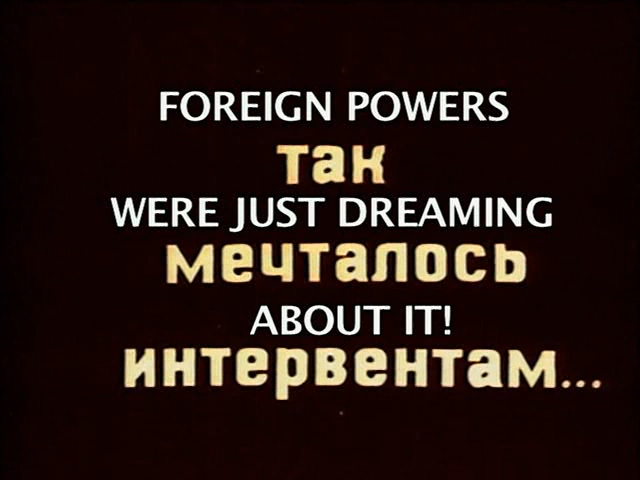 FOREIGN POWERS
так
WERE JUST DREAMING
мечталось
ABOUT IT!
интервентам...